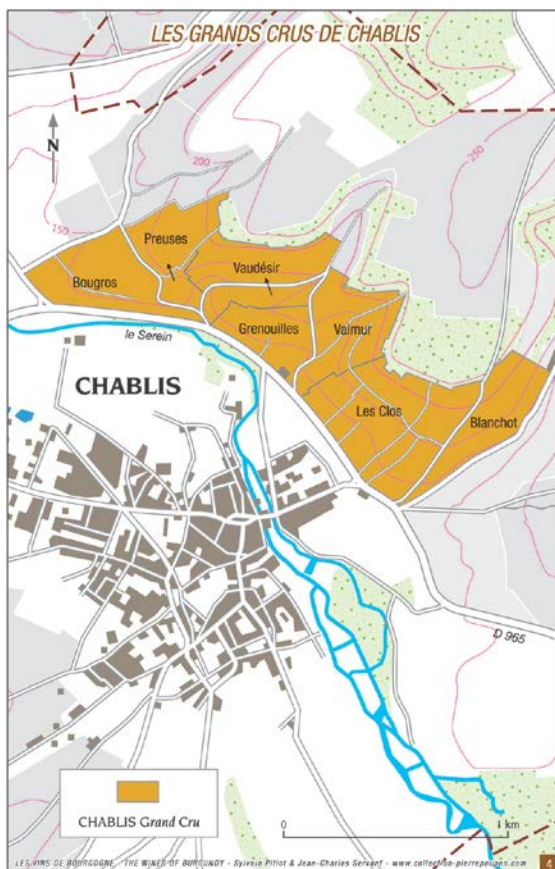 LES GRANDS CRUS DE CHABLIS
N
200
250
150
Preuses
Vaudésir
Bougros
Grenouilles
Valmur
le Serein
CHABLIS
Les Clos
Blanchot
D 965
CHABLIS Grand Cru
0
1 km
LES VINS DE BOURGOGNE - THE WINES OF BURGUNDY - Sylvain Pitiot & Jean-Charles Servant - www.collection-pierrepoupon.com
4